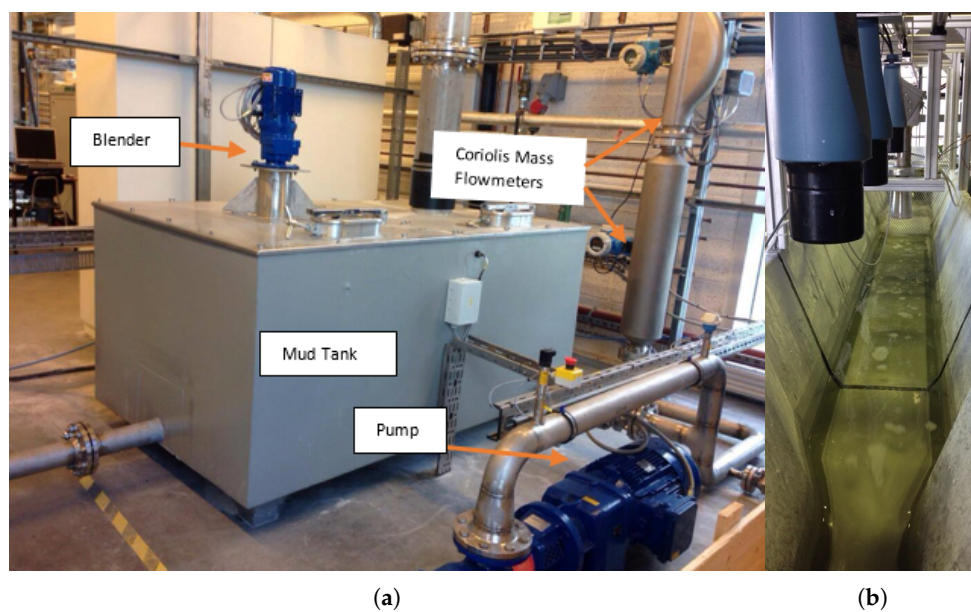 Blender
Coriolis Mass
Flowmeters
Mud Tank
Pump
(a)
(b)